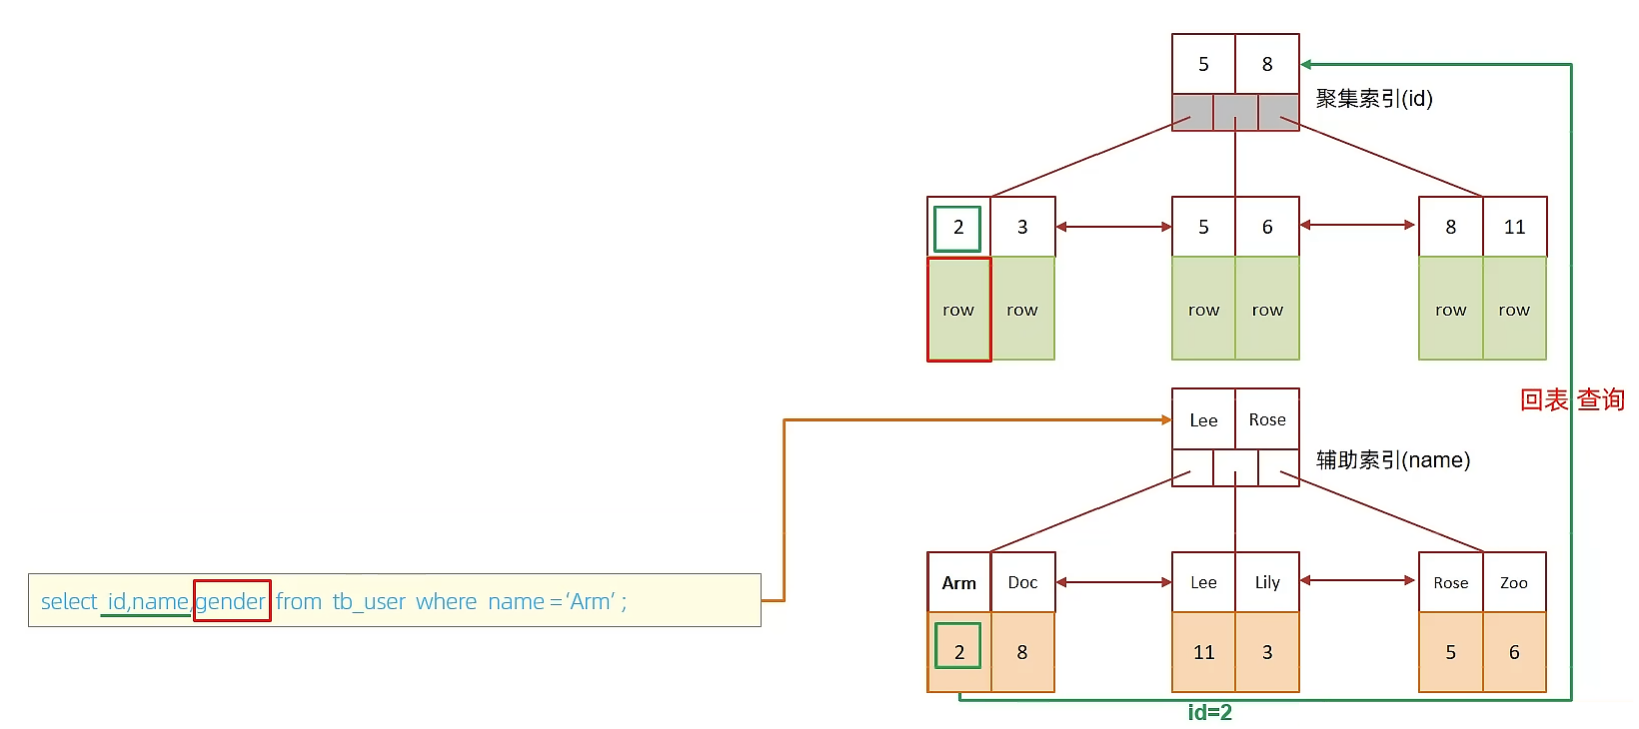 5 8
聚集索引(id)
2 3 5 6 8 11
row row row row row row
回表 查询
Lee Rose
辅助索引(name)
Arm Doc Lee Lily Rose Zoo
select id,name,gender from tb_user where name =‘Arm’ ;
2 8 11 3 5 6
id=2